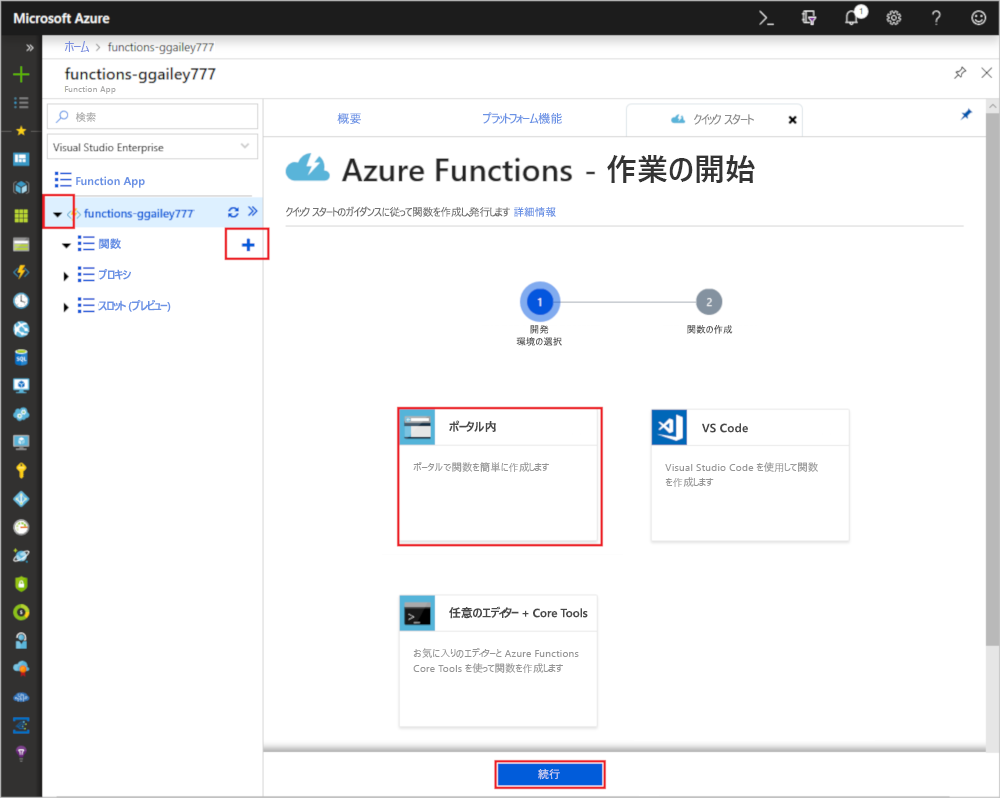 Microsoft Azure
1
ホーム > functions-ggailey777
functions-ggailey777
Function App
検索
Visual Studio Enterprise
Function App
functions-ggailey777
関数
プロキシ
スロット (プレビュー)
概要
プラットフォーム機能
クイック スタート
Azure Functions - 作業の開始
クイック スタートのガイダンスに従って関数を作成し発行します 詳細情報
1
開発
環境の選択
2
関数の作成
ポータル内
ポータルで関数を簡単に作成します
VS Code
Visual Studio Code を使用して関数
を作成します
任意のエディター + Core Tools
お気に入りのエディターと Azure Functions
Core Tools を使って関数を作成します
続行